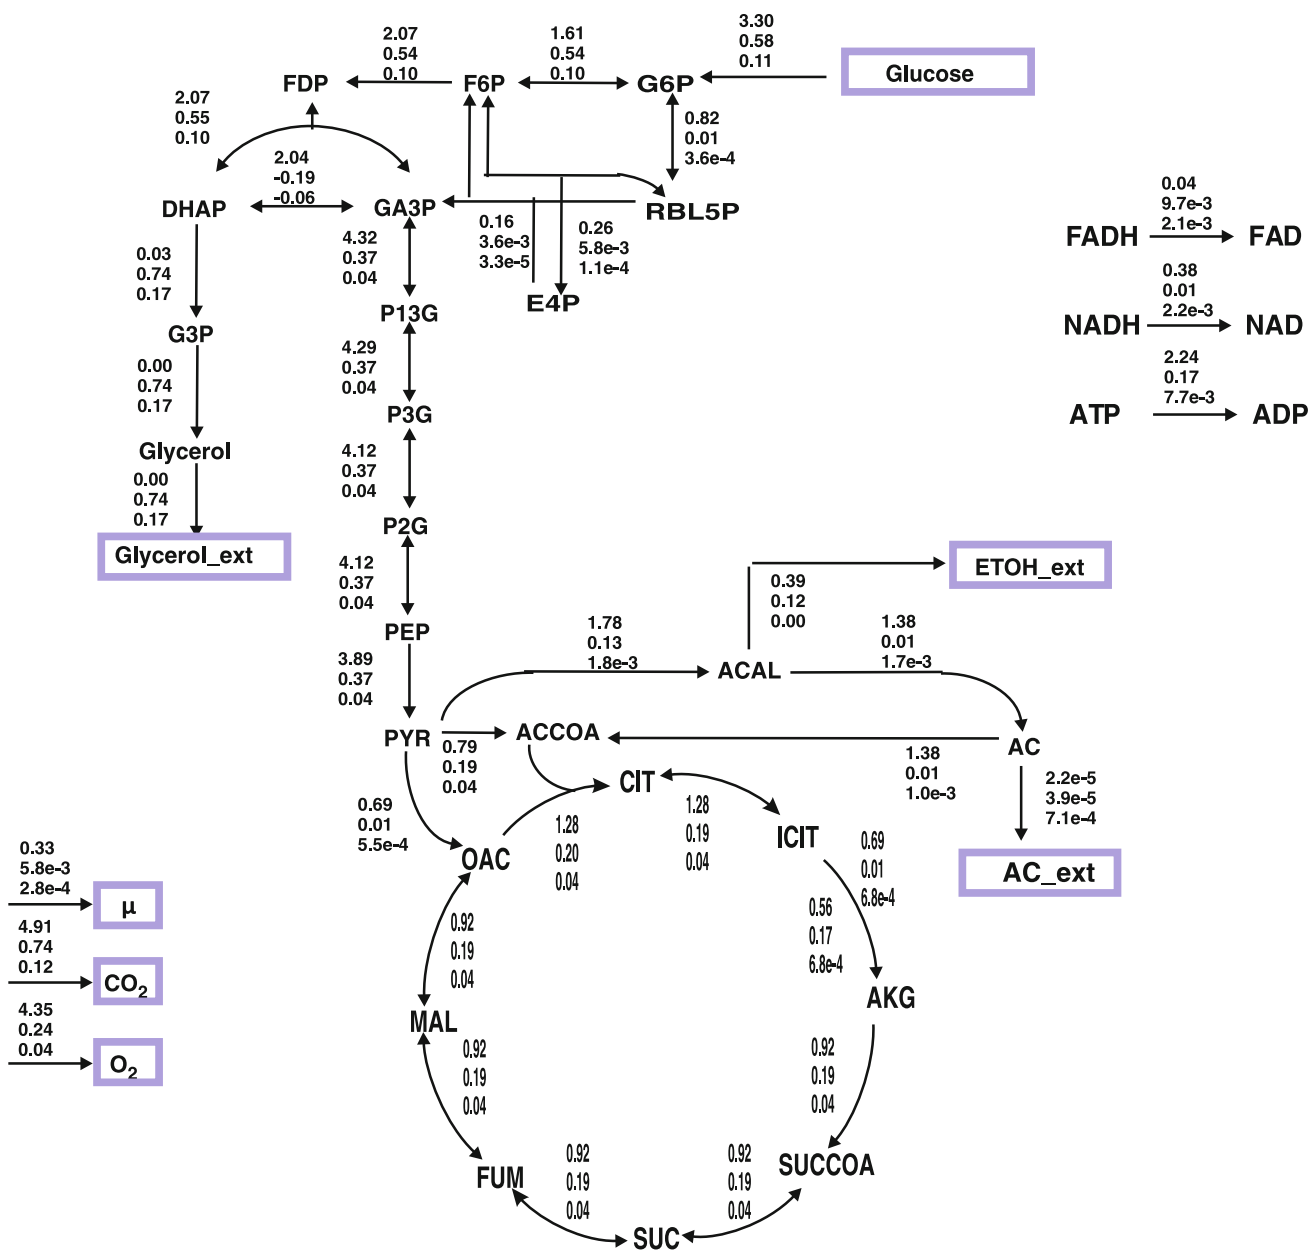 3.30
0.58
0.11
Glucose
2.07
0.54
0.10
1.61
0.54
0.10
FDP
F6P
G6P
2.07
0.55
0.10
0.82
0.01
3.6e-4
2.04
-0.19
-0.06
DHAP
GA3P
RBL5P
0.16
3.6e-3
3.3e-5
0.26
5.8e-3
1.1e-4
E4P
0.04
9.7e-3
2.1e-3
FADH
FAD
0.38
0.01
2.2e-3
NADH
NAD
2.24
0.17
7.7e-3
ATP
ADP
0.03
0.74
0.17
4.32
0.37
0.04
G3P
P13G
0.00
0.74
0.17
4.29
0.37
0.04
P3G
Glycerol
0.00
0.74
0.17
4.12
0.37
0.04
P2G
Glycerol_ext
4.12
0.37
0.04
PEP
3.89
0.37
0.04
ETOH_ext
0.39
0.12
0.00
1.78
0.13
1.8e-3
ACAL
1.38
0.01
1.7e-3
PYR
ACCOA
AC
0.79
0.19
0.04
1.38
0.01
1.0e-3
2.2e-5
3.9e-5
7.1e-4
AC_ext
0.69
0.01
5.5e-4
OAC
CIT
ICIT
1.28
0.20
0.04
1.28
0.19
0.04
0.69
0.01
6.8e-4
0.56
0.17
6.8e-4
0.33
5.8e-3
2.8e-4
μ
4.91
0.74
0.12
CO2
4.35
0.24
0.04
O2
0.92
0.19
0.04
MAL
AKG
0.92
0.19
0.04
0.92
0.19
0.04
FUM
SUCCOA
0.92
0.19
0.04
0.92
0.19
0.04
SUC